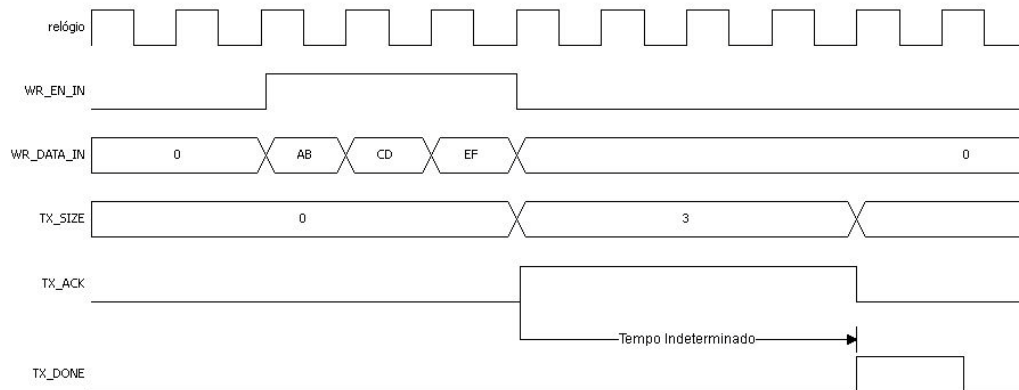 relógio
WR_EN_IN
WR_DATA_IN 0 AB CD EF 0
TX_SIZE 0 3
TX_ACK
Tempo Indeterminado
TX_DONE